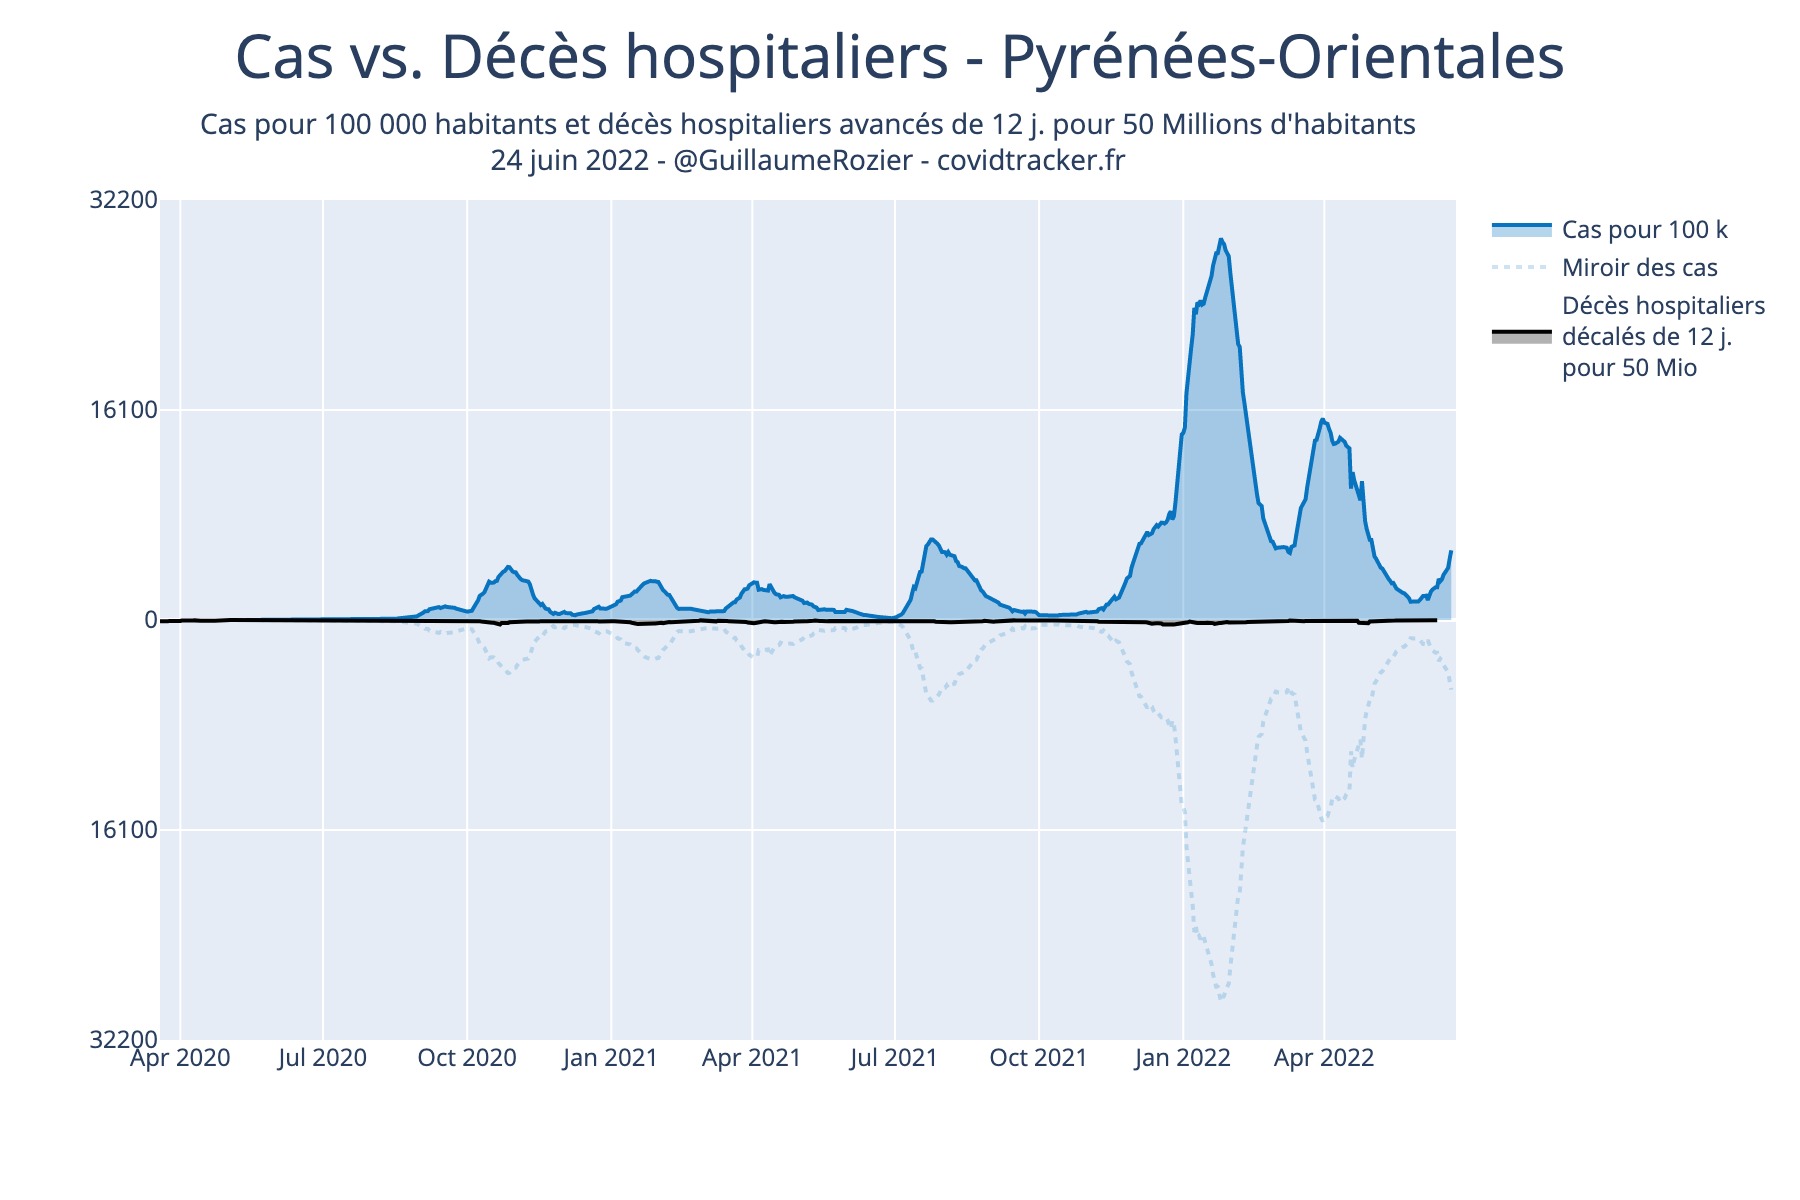 Cas vs. Décès hospitaliers - Pyrénées-Orientales
Cas pour 100 000 habitants et décès hospitaliers avancés de 12 j. pour 50 Millions d'habitants
24 juin 2022 - @GuillaumeRozier - covidtracker.fr
32200
16100
0
16100
32200
Apr 2020
Jul 2020
Oct 2020
Jan 2021
Apr 2021
Jul 2021
Oct 2021
Jan 2022
Apr 2022
Cas pour 100 k
Miroir des cas
Décès hospitaliers
décalés de 12 j.
pour 50 Mio